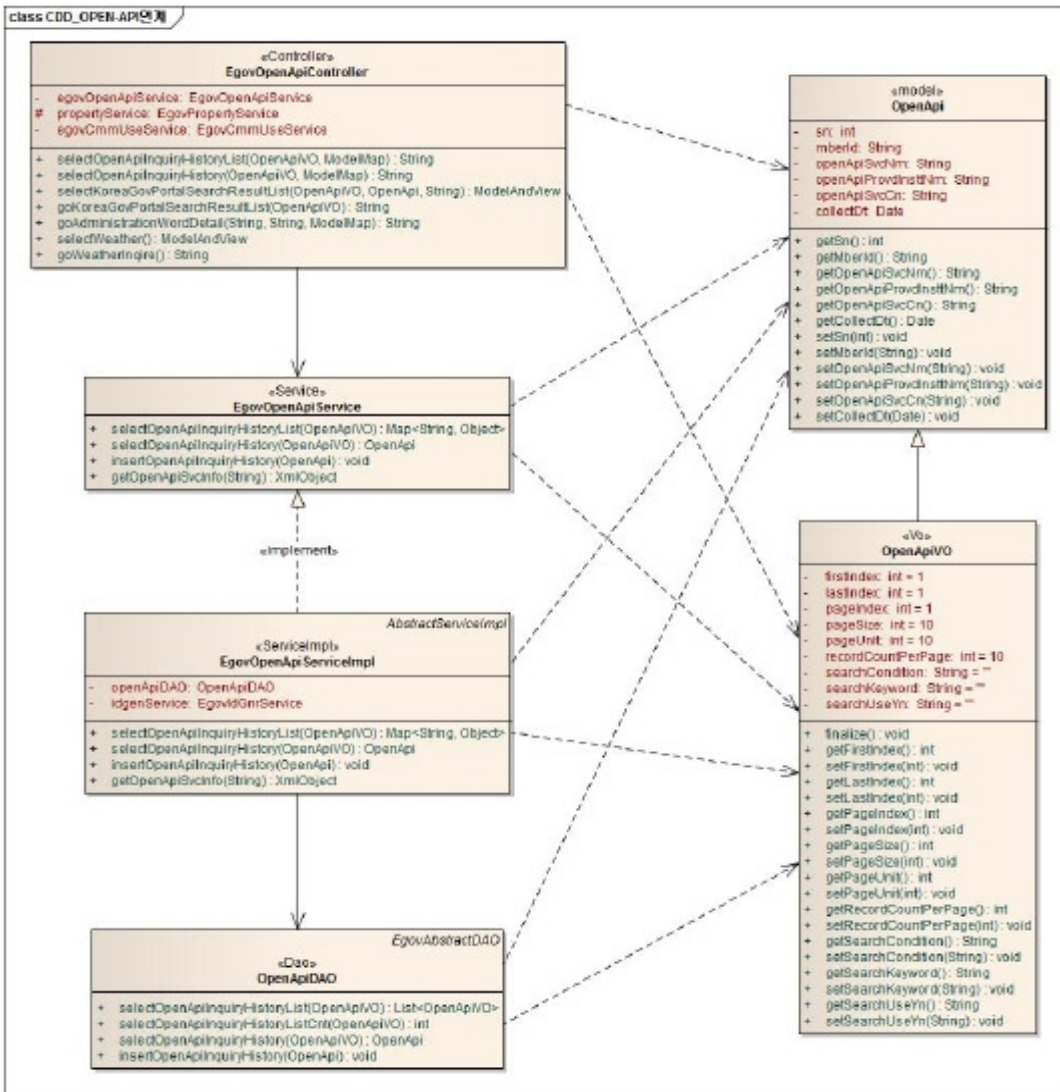 class CDD_OPEN-API연계
«Controller»
EgovOpenApiController
- egovOpenApiService: EgovOpenApiService
# propertyService: EgovPropertyService
- egovCmmUseService: EgovCmmUseService
+ selectOpenApiInquiryHistoryList(OpenApiVO, ModelMap) : String
+ selectOpenApiInquiryHistory(OpenApiVO, ModelMap) : String
+ selectKoreaGovPortalSearchResultList(OpenApiVO, OpenApi, String) : ModelAndView
+ goKoreaGovPortalSearchResultList(OpenApiVO) : String
+ goAdministrationWordDetail(String, String, ModelMap) : String
+ selectWeather() : ModelAndView
+ goWeatherInqire() : String
«model»
OpenApi
- sn: int
- mberId: String
- openApiSvcNm: String
- openApiProvdInsttNm: String
- openApiSvcCn: String
- collectDt: Date
+ getSn() : int
+ getMberId() : String
+ getOpenApiSvcNm() : String
+ getOpenApiProvdInsttNm() : String
+ getOpenApiSvcCn() : String
+ getCollectDt() : Date
+ setSn(int) : void
+ setMberId(String) : void
+ setOpenApiSvcNm(String) : void
+ setOpenApiProvdInsttNm(String) : void
+ setOpenApiSvcCn(String) : void
+ setCollectDt(Date) : void
«Service»
EgovOpenApiService
+ selectOpenApiInquiryHistoryList(OpenApiVO) : Map<String, Object>
+ selectOpenApiInquiryHistory(OpenApiVO) : OpenApi
+ insertOpenApiInquiryHistory(OpenApi) : void
+ getOpenApiSvcInfo(String) : XmlObject
«implement»
AbstractServiceImpl
«ServiceImpl»
EgovOpenApiServiceImpl
- openApiDAO: OpenApiDAO
- idgenService: EgovIdGnrService
+ selectOpenApiInquiryHistoryList(OpenApiVO) : Map<String, Object>
+ selectOpenApiInquiryHistory(OpenApiVO) : OpenApi
+ insertOpenApiInquiryHistory(OpenApi) : void
+ getOpenApiSvcInfo(String) : XmlObject
«Vo»
OpenApiVO
- firstIndex: int = 1
- lastIndex: int = 1
- pageIndex: int = 1
- pageSize: int = 10
- pageUnit: int = 10
- recordCountPerPage: int = 10
- searchCondition: String = ""
- searchKeyword: String = ""
- searchUseYn: String = ""
+ finalize() : void
+ getFirstIndex() : int
+ setFirstIndex(int) : void
+ getLastIndex() : int
+ setLastIndex(int) : void
+ getPageIndex() : int
+ setPageIndex(int) : void
+ getPageSize() : int
+ setPageSize(int) : void
+ getPageUnit() : int
+ setPageUnit(int) : void
+ getRecordCountPerPage() : int
+ setRecordCountPerPage(int) : void
+ getSearchCondition() : String
+ setSearchCondition(String) : void
+ getSearchKeyword() : String
+ setSearchKeyword(String) : void
+ getSearchUseYn() : String
+ setSearchUseYn(String) : void
EgovAbstractDAO
«Dao»
OpenApiDAO
+ selectOpenApiInquiryHistoryList(OpenApiVO) : List<OpenApiVO>
+ selectOpenApiInquiryHistoryListCnt(OpenApiVO) : int
+ selectOpenApiInquiryHistory(OpenApiVO) : OpenApi
+ insertOpenApiInquiryHistory(OpenApi) : void